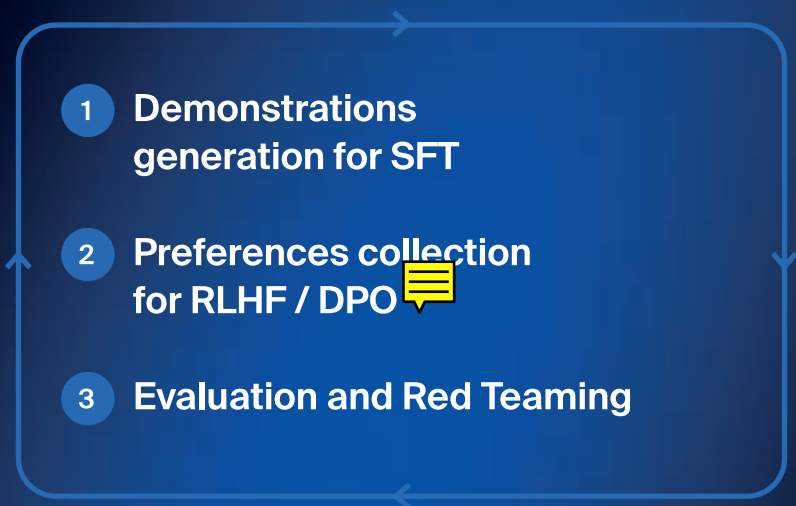 1 Demonstrations
generation for SFT
2 Preferences collection
for RLHF / DPO
3 Evaluation and Red Teaming